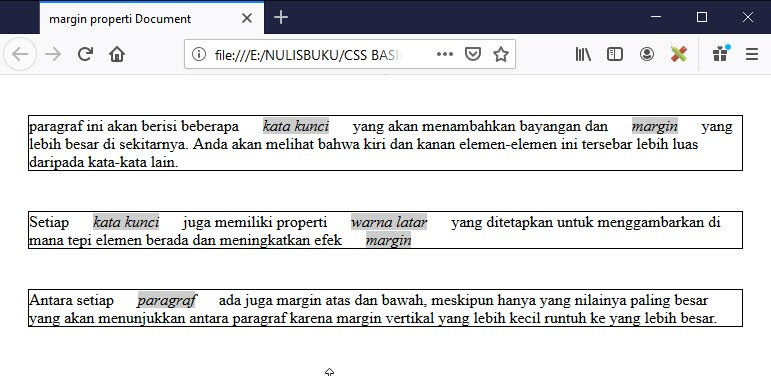 margin properti Document
file:///E:/NULISBUKU/CSS BASI
paragraf ini akan berisi beberapa kata kunci yang akan menambahkan bayangan dan margin yang
lebih besar di sekitarnya. Anda akan melihat bahwa kiri dan kanan elemen-elemen ini tersebar lebih luas
daripada kata-kata lain.
Setiap kata kunci juga memiliki properti warna latar yang ditetapkan untuk menggambarkan di
mana tepi elemen berada dan meningkatkan efek margin
Antara setiap paragraf ada juga margin atas dan bawah, meskipun hanya yang nilainya paling besar
yang akan menunjukkan antara paragraf karena margin vertikal yang lebih kecil runtuh ke yang lebih besar.